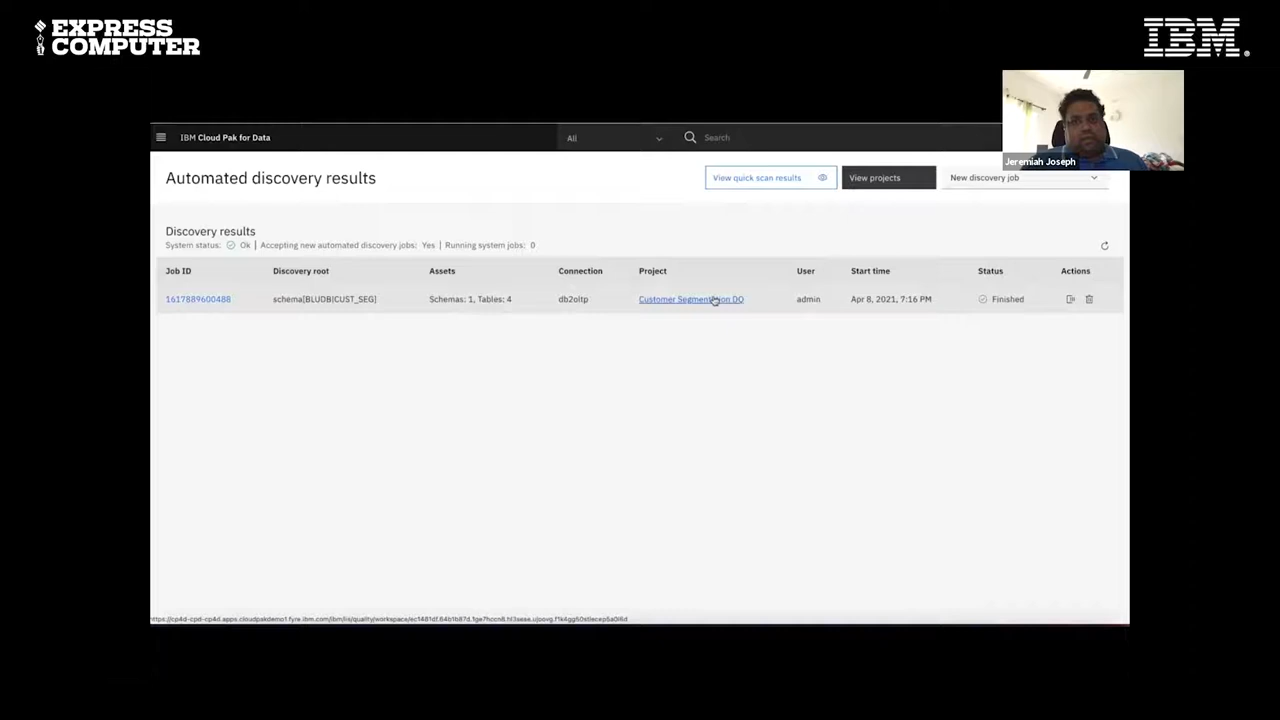 EXPRESS
COMPUTER
IBM
Jeremiah Joseph
IBM Cloud Pak for Data
All
Search
Automated discovery results
View quick scan results
View projects
New discovery job
Discovery results
System status: Ok | Accepting new automated discovery jobs: Yes | Running system jobs: 0
Job ID Discovery root Assets Connection Project User Start time Status Actions
1617889600488 schema[BLUDB|CUST_SEG] Schemas: 1, Tables: 4 db2oltp Customer Segmentation DQ admin Apr 8, 2021, 7:16 PM Finished